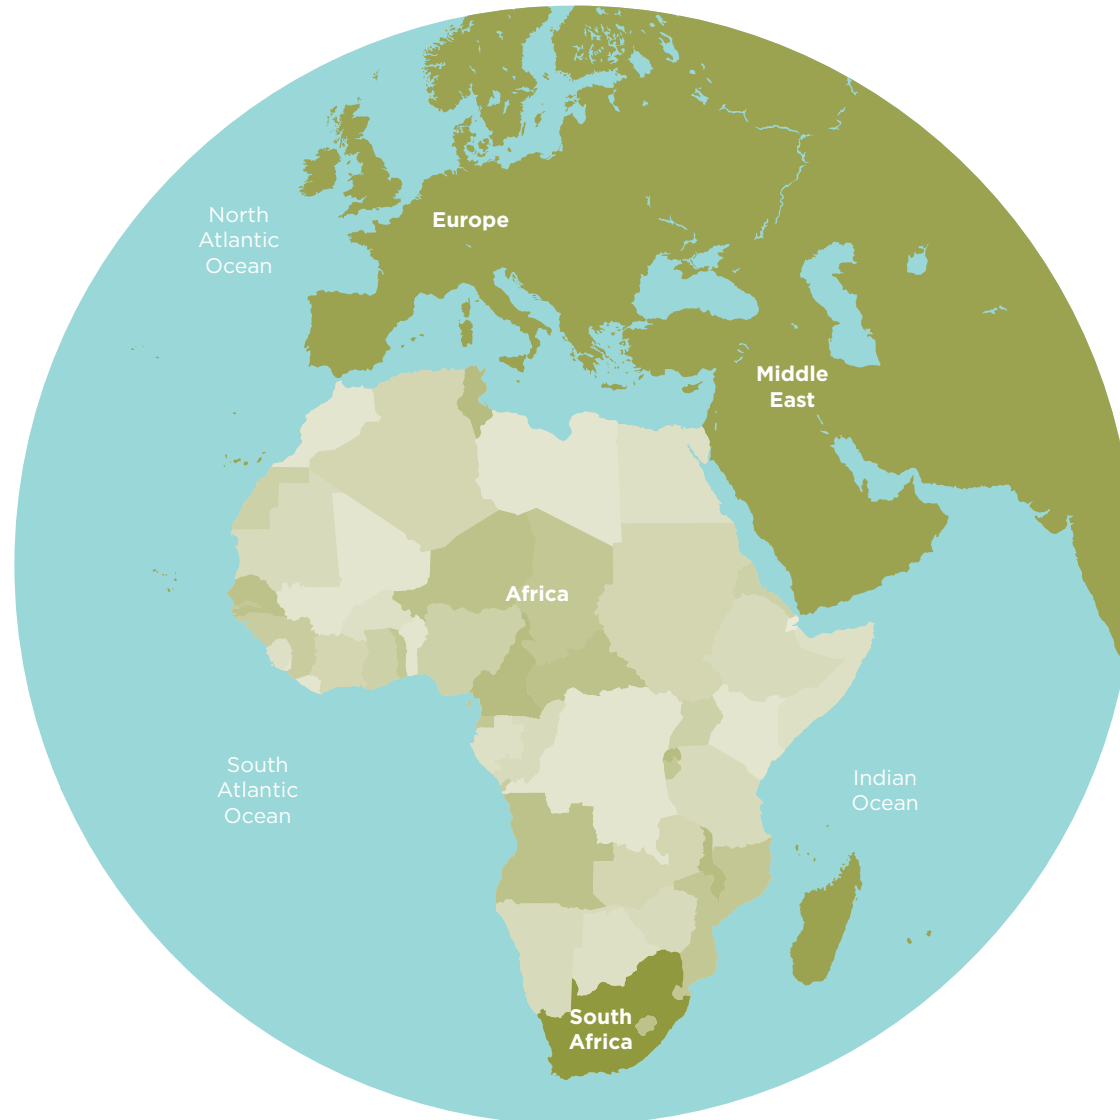 North
Atlantic
Ocean
Europe
Middle
East
Africa
South
Atlantic
Ocean
Indian
Ocean
South
Africa